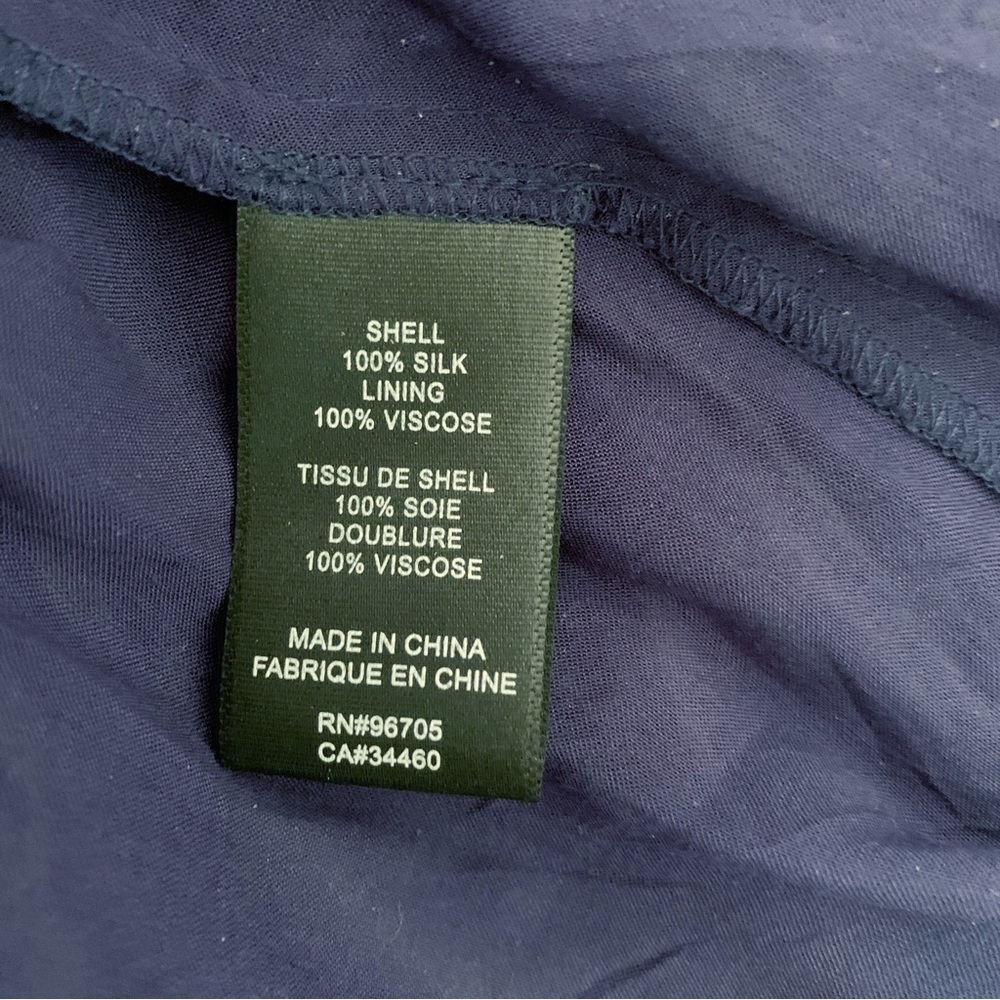 SHELL
100% SILK
LINING
100% VISCOSE
TISSU DE SHELL
100% SOIE
DOUBLURE
100% VISCOSE
MADE IN CHINA
FABRIQUE EN CHINE
RN#96705
CA#34460